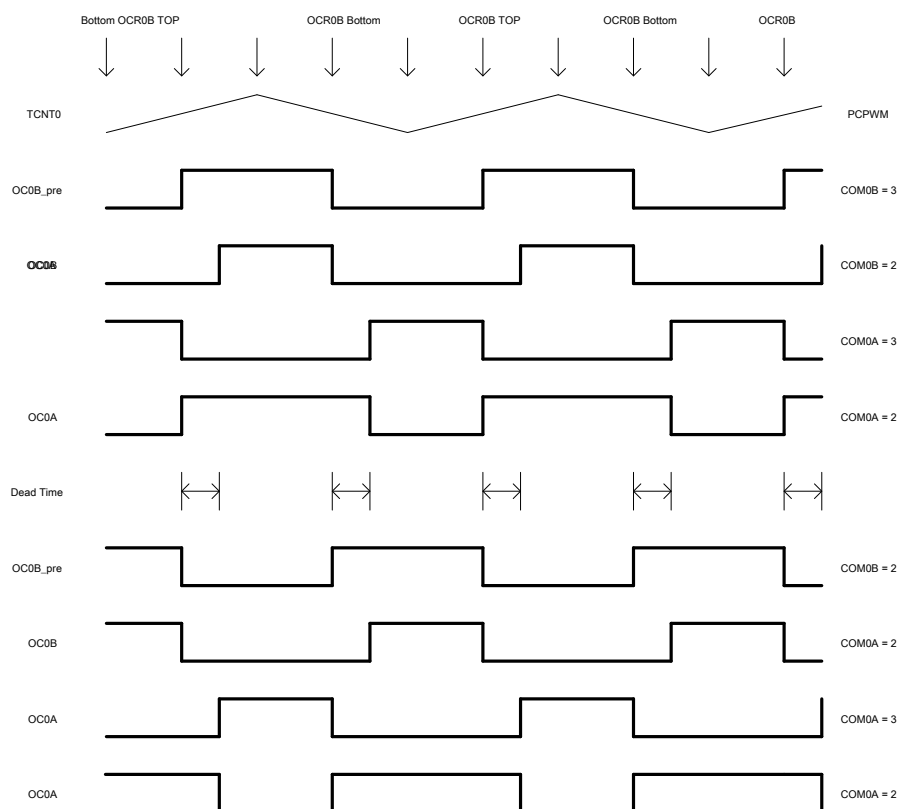 Bottom OCR0B TOP OCR0B Bottom OCR0B TOP OCR0B Bottom OCR0B
TCNT0 PCPWM
OC0B_pre COM0B = 3
COM0B = 2
COM0A = 3
OC0A COM0A = 2
Dead Time
OC0B_pre COM0B = 2
OC0B COM0A = 2
OC0A COM0A = 3
OC0A COM0A = 2